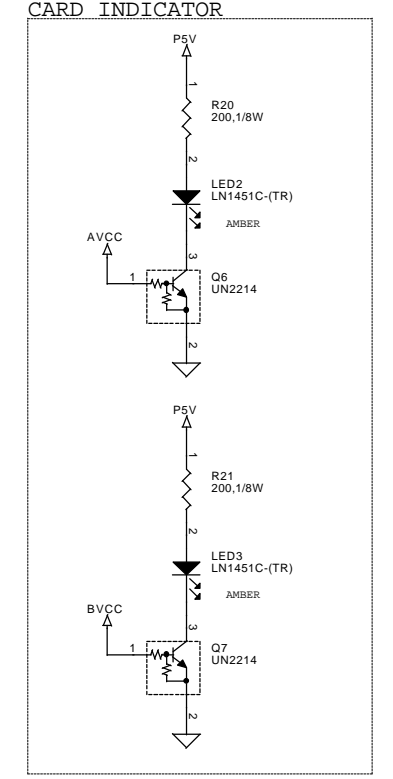 CARD INDICATOR
P5V
1
R20
200,1/8W
2
LED2
LN1451C-(TR)
AMBER
AVCC
3
1
Q6
UN2214
2
P5V
1
R21
200,1/8W
2
LED3
LN1451C-(TR)
AMBER
BVCC
3
1
Q7
UN2214
2